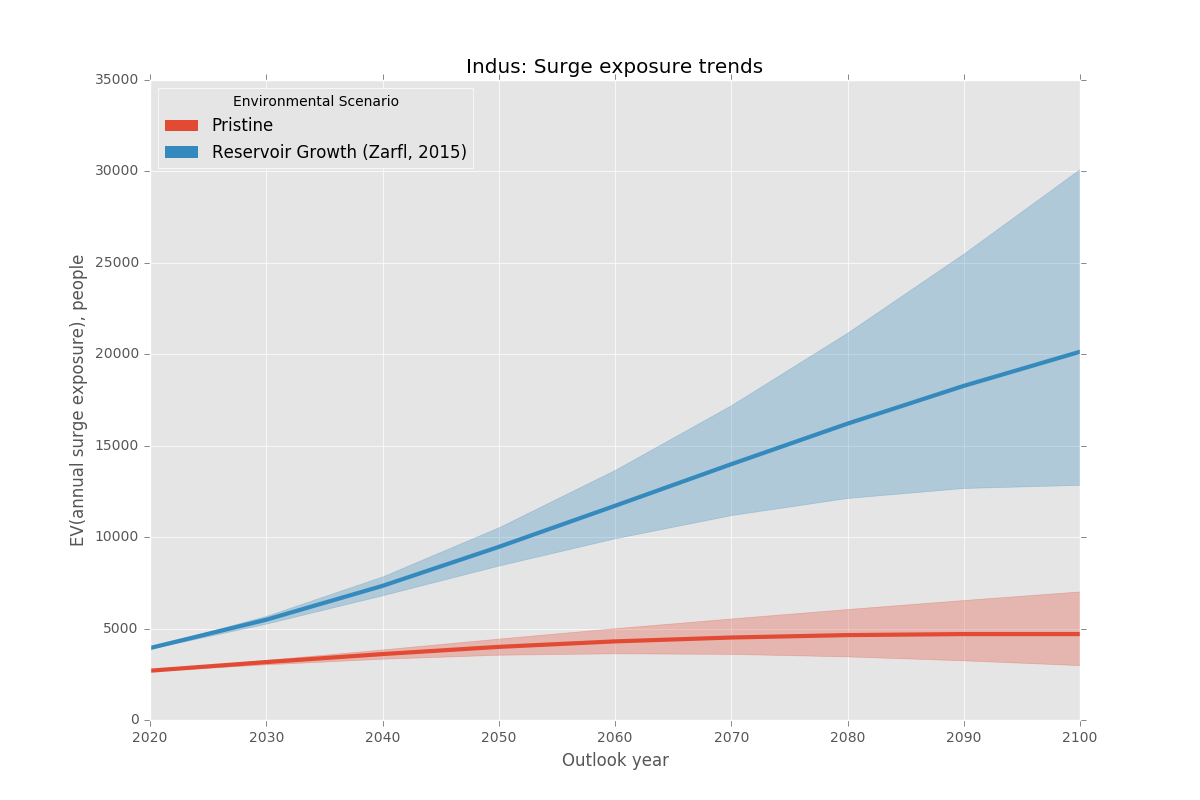 Indus: Surge exposure trends
Environmental Scenario
Pristine
Reservoir Growth (Zarfl, 2015)
EV(annual surge exposure), people
35000
30000
25000
20000
15000
10000
5000
0
2020 2030 2040 2050 2060 2070 2080 2090 2100
Outlook year